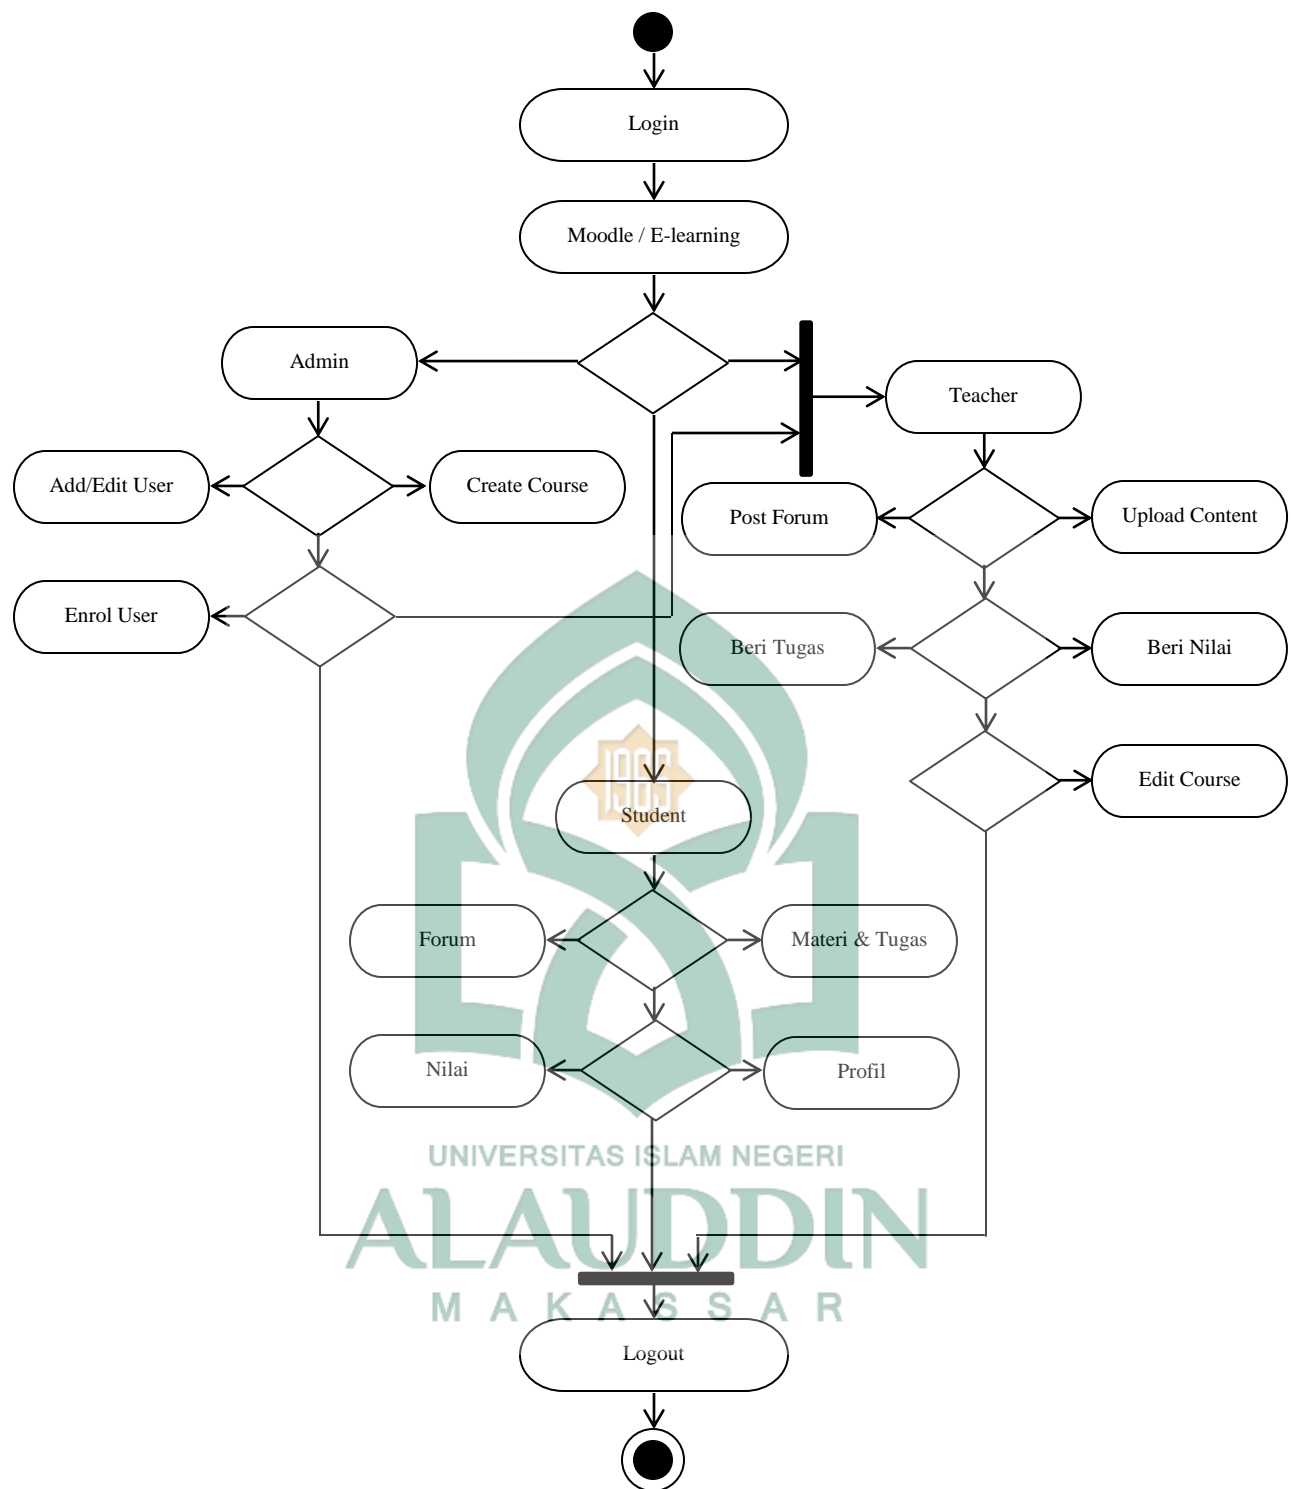 Login
Moodle / E-learning
Admin
Teacher
Add/Edit User
Create Course
Post Forum
Upload Content
Enrol User
Beri Tugas
Beri Nilai
1965
Edit Course
Student
Forum
Materi & Tugas
Nilai
Profil
UNIVERSITAS ISLAM NEGERI
ALAUDDIN
MAKASSAR
Logout